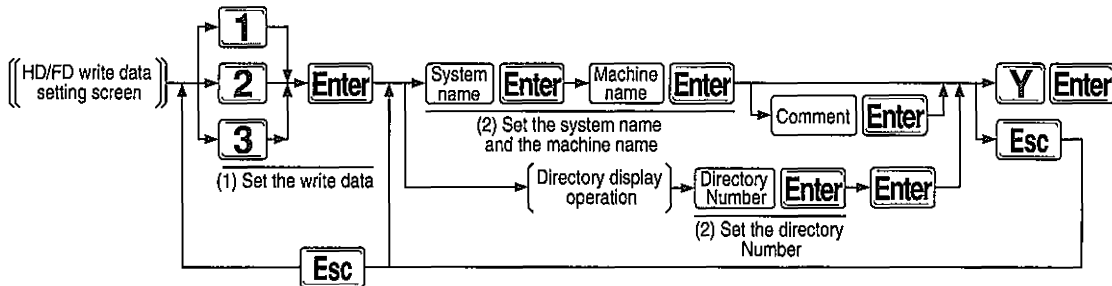 HD/FD write data
setting screen
1
2
3
Enter
(1) Set the write data
System
name
Enter
Machine
name
Enter
(2) Set the system name
and the machine name
Comment
Enter
Y
Enter
Esc
Directory display
operation
Directory
Number
Enter
Enter
(2) Set the directory
Number
Esc